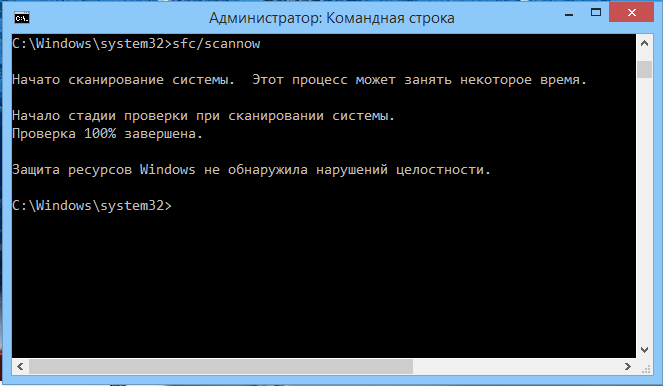 Администратор: Командная строка
C:\Windows\system32>sfc/scannow
Начато сканирование системы.  Этот процесс может занять некоторое время.
Начало стадии проверки при сканировании системы.
Проверка 100% завершена.
Защита ресурсов Windows не обнаружила нарушений целостности.
C:\Windows\system32>